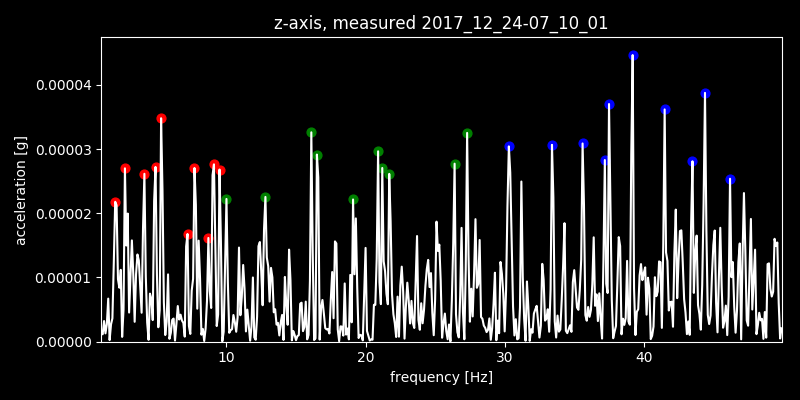 z-axis, measured 2017_12_24-07_10_01
0.00004
0.00003
0.00002
0.00001
0.00000
acceleration [g]
10 20 30 40
frequency [Hz]